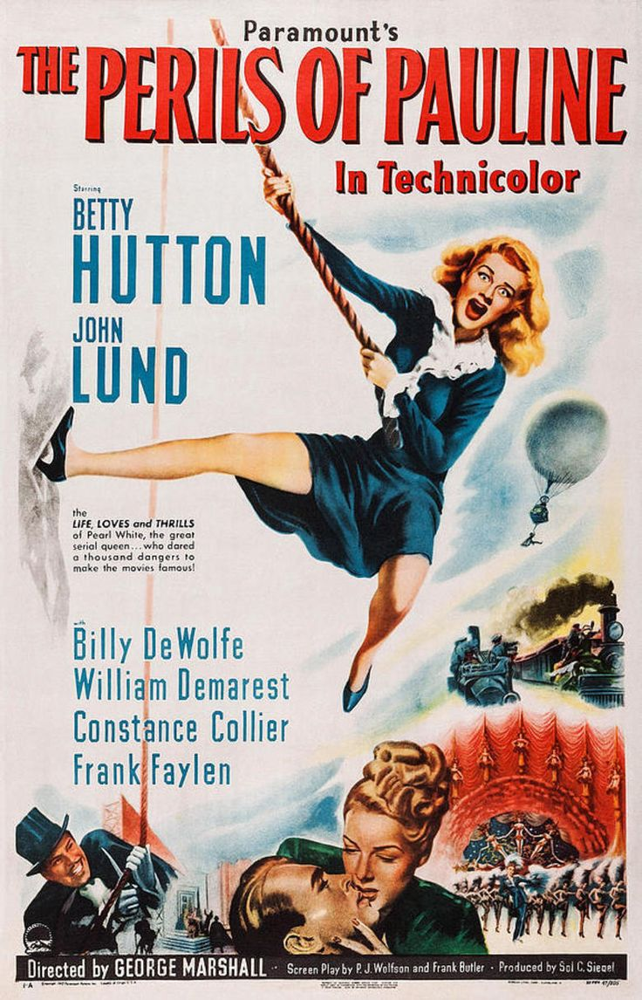 Paramount's
THE PERILS OF PAULINE
In Technicolor
Starring
BETTY
HUTTON
JOHN
LUND
the
LIFE, LOVES and THRILLS
of Pearl White, the great
serial queen...who dared
a thousand dangers to
make the movies famous!
with
Billy DeWolfe
William Demarest
Constance Collier
Frank Faylen
Directed by GEORGE MARSHALL Screen Play by P. J. Wolfson and Frank Butler • Produced by Sol C. Siegel